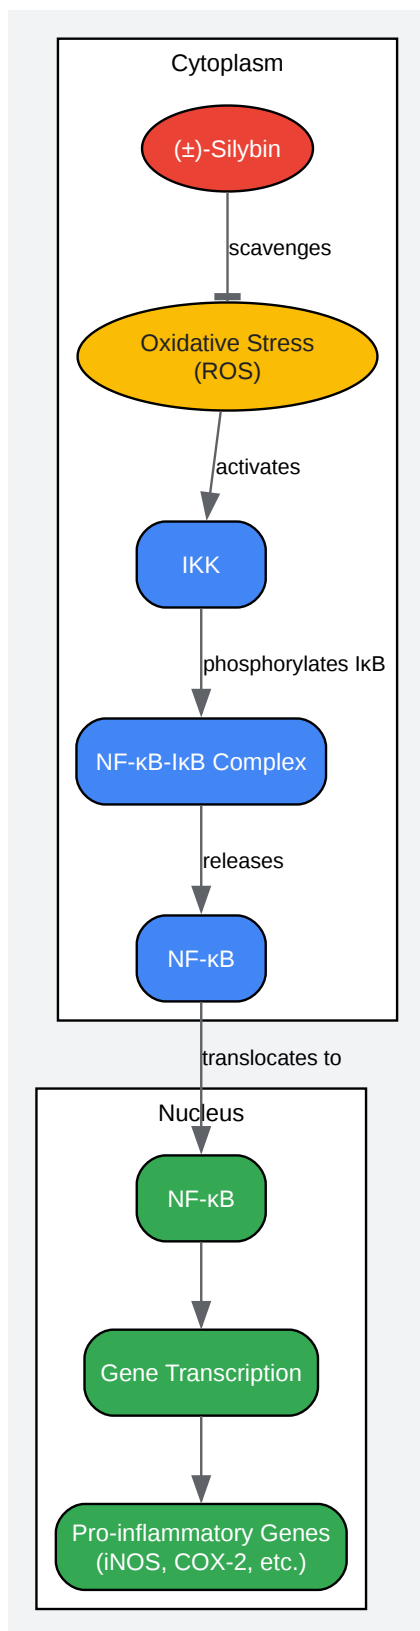 Cytoplasm
(±)-Silybin
scavenges
Oxidative Stress
(ROS)
activates
IKK
phosphorylates IκB
NF-κB-IκB Complex
releases
NF-κB
translocates to
Nucleus
NF-κB
Gene Transcription
Pro-inflammatory Genes
(iNOS, COX-2, etc.)